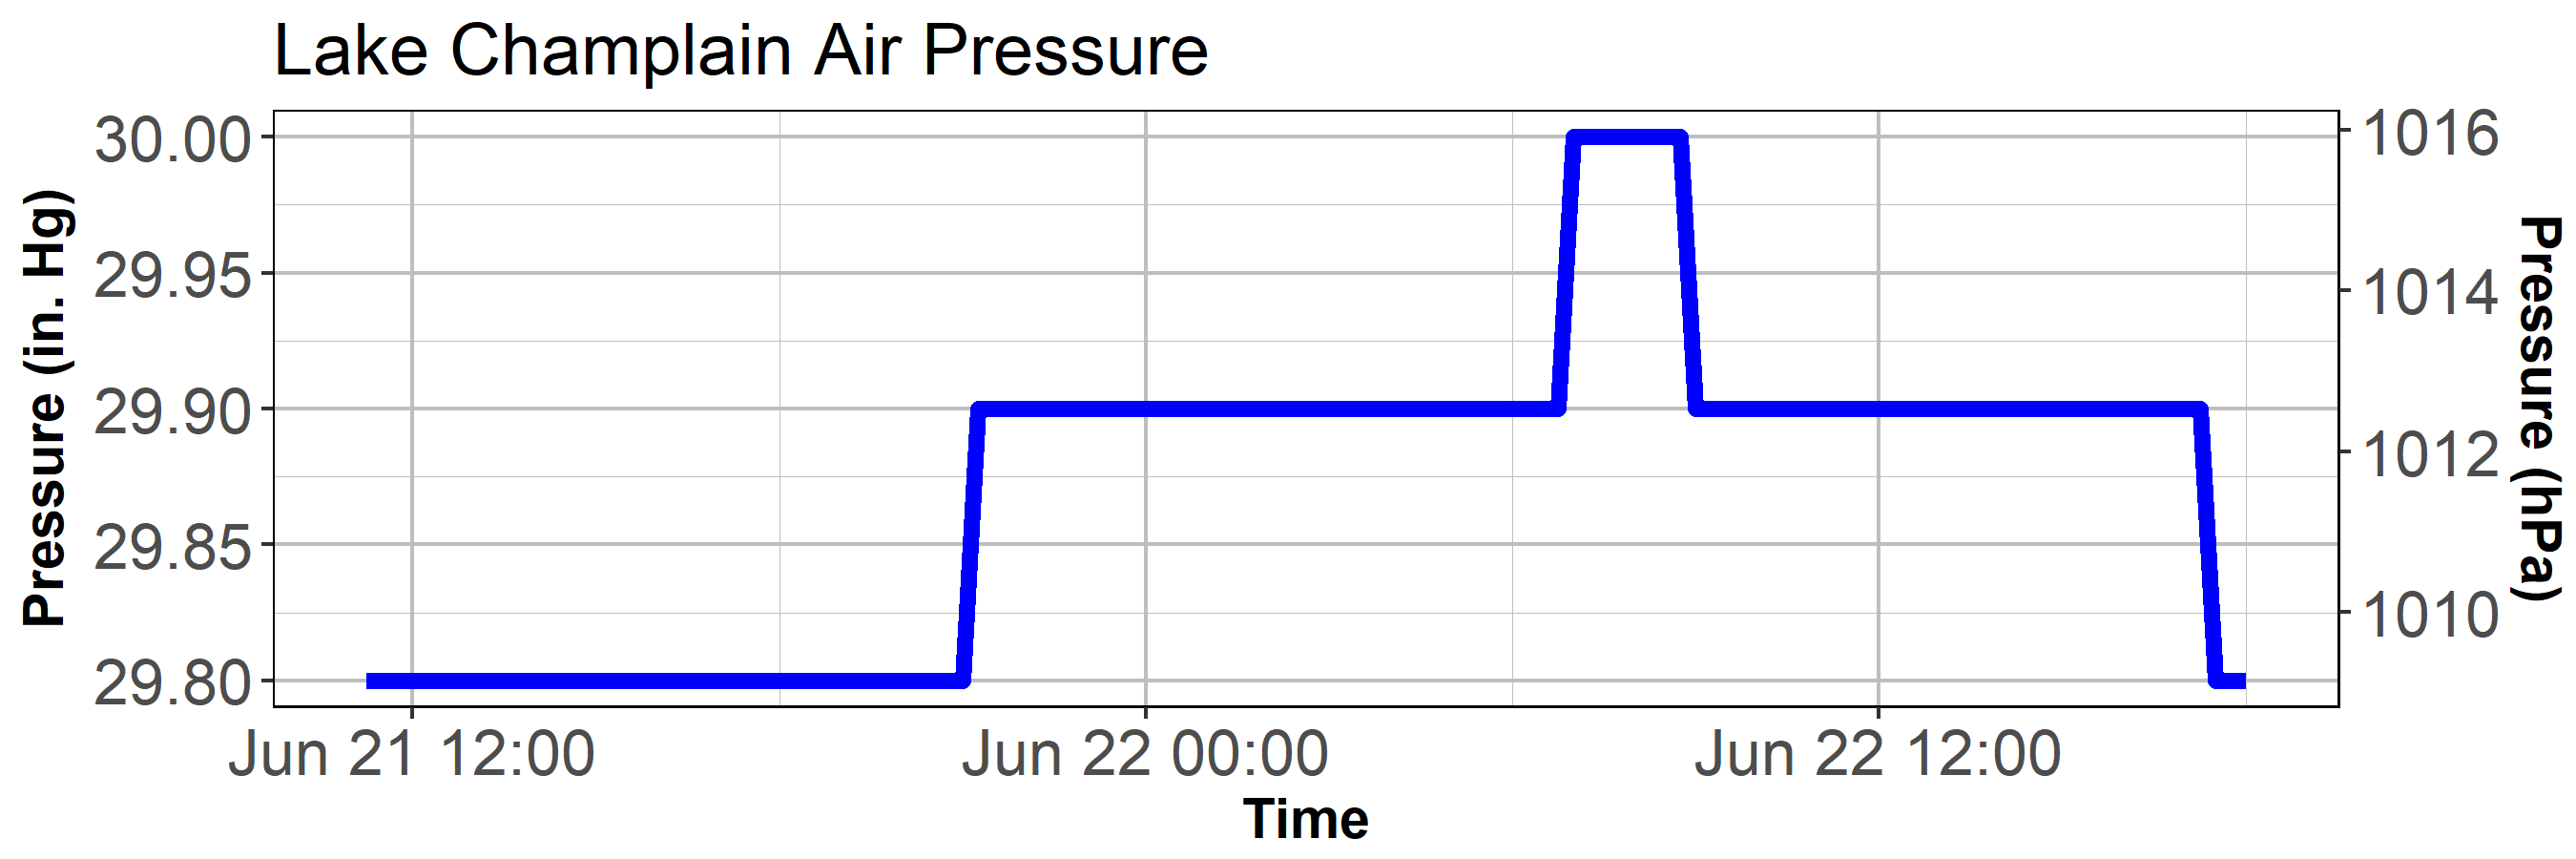 Lake Champlain Air Pressure
30.00
29.95
29.90
29.85
29.80
Pressure (in. Hg)
1016
1014
1012
1010
Pressure (hPa)
Jun 21 12:00
Jun 22 00:00
Jun 22 12:00
Time